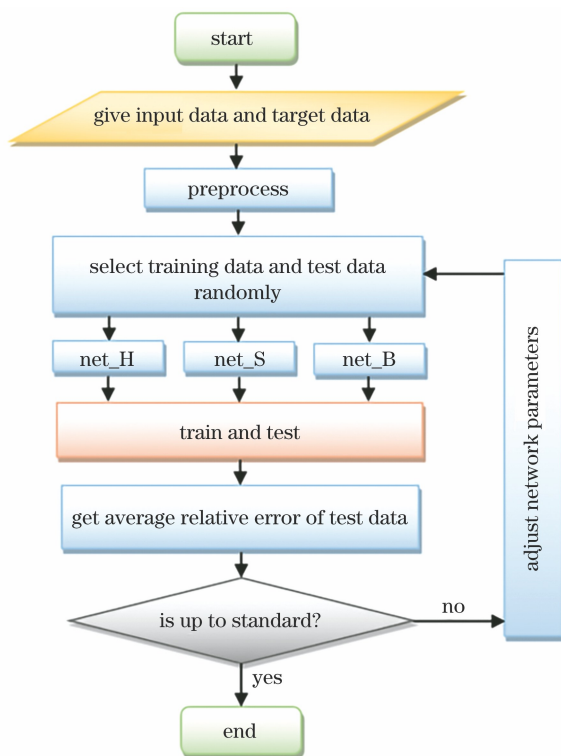 start
give input data and target data
preprocess
select training data and test data
randomly
net_H
net_S
net_B
train and test
get average relative error of test data
is up to standard?
no
adjust network parameters
yes
end